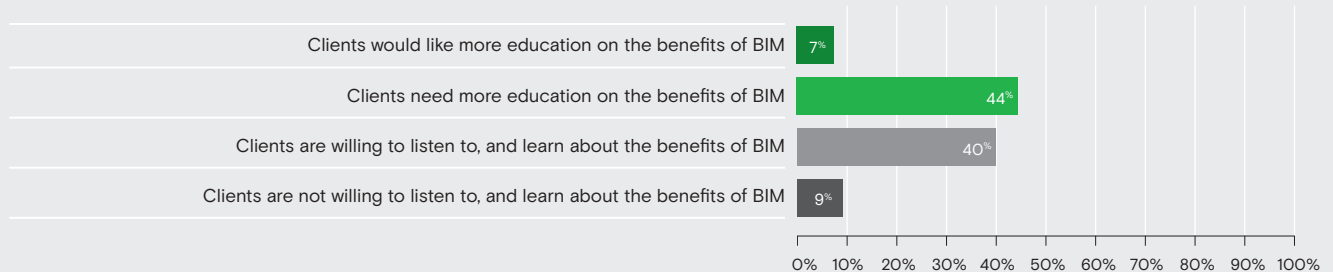 Clients would like more education on the benefits of BIM 7%
Clients need more education on the benefits of BIM 44%
Clients are willing to listen to, and learn about the benefits of BIM 40%
Clients are not willing to listen to, and learn about the benefits of BIM 9%
0% 10% 20% 30% 40% 50% 60% 70% 80% 90% 100%